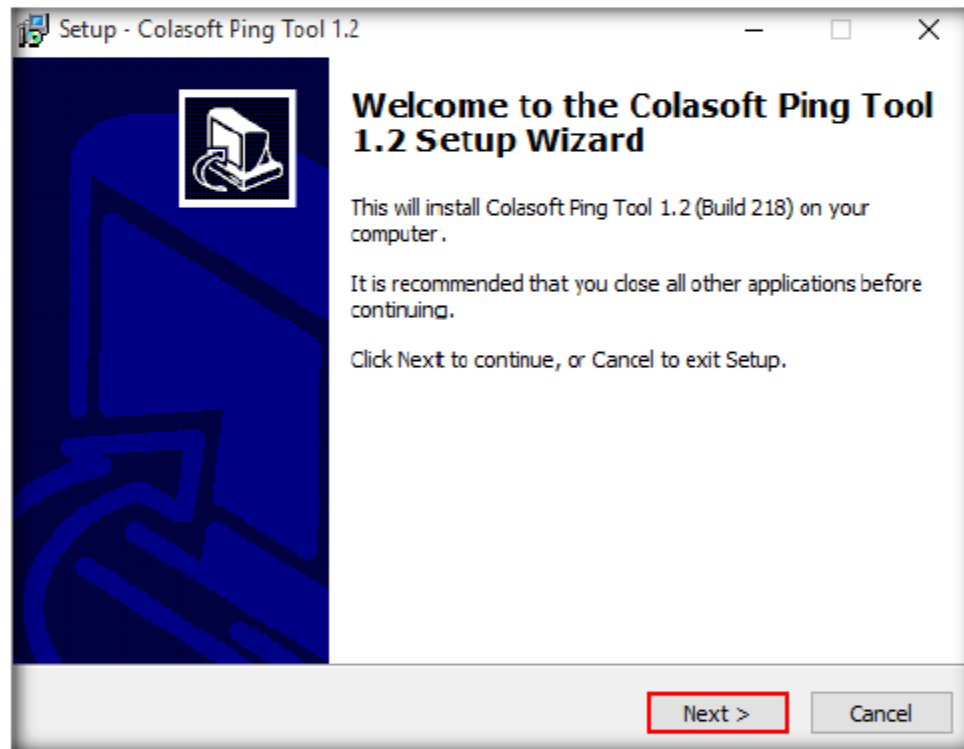 Setup - Colasoft Ping Tool 1.2
Welcome to the Colasoft Ping Tool
1.2 Setup Wizard
This will install Colasoft Ping Tool 1.2 (Build 218) on your
computer.
It is recommended that you close all other applications before
continuing.
Click Next to continue, or Cancel to exit Setup.
Next >
Cancel